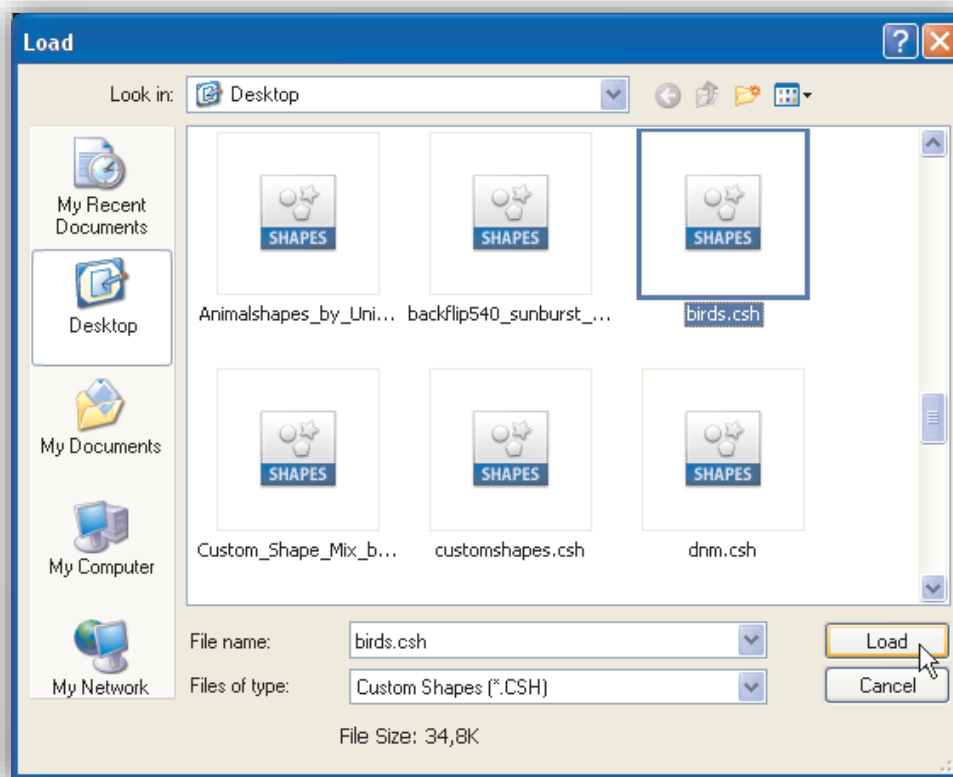 Load
Look in:
Desktop
My Recent
Documents
Desktop
My Documents
My Computer
My Network
SHAPES
SHAPES
SHAPES
Animalshapes_by_Uni...
backflip540_sunburst_...
birds.csh
SHAPES
SHAPES
SHAPES
Custom_Shape_Mix_b...
customshapes.csh
dnm.csh
File name:
birds.csh
Load
Files of type:
Custom Shapes (*.CSH)
Cancel
File Size: 34,8K